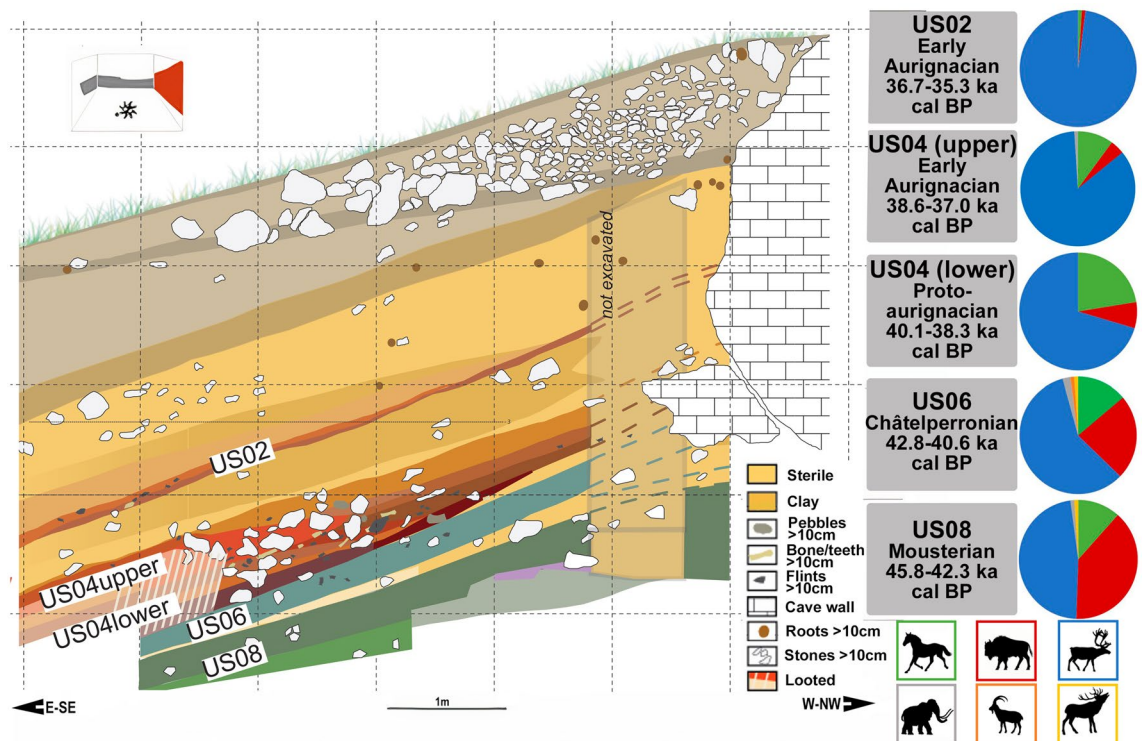 US02
Early
Aurignacian
36.7-35.3 ka
cal BP
US04 (upper)
Early
Aurignacian
38.6-37.0 ka
cal BP
US04 (lower)
Proto-
aurignacian
40.1-38.3 ka
cal BP
US06
Châtelperronian
42.8-40.6 ka
cal BP
US08
Mousterian
45.8-42.3 ka
cal BP
not excavated
US02
US04upper
US04lower
US06
US08
Sterile
Clay
Pebbles
>10cm
Bone/teeth
>10cm
Flints
>10cm
Cave wall
Roots >10cm
Stones >10cm
Looted
E-SE
1m
W-NW